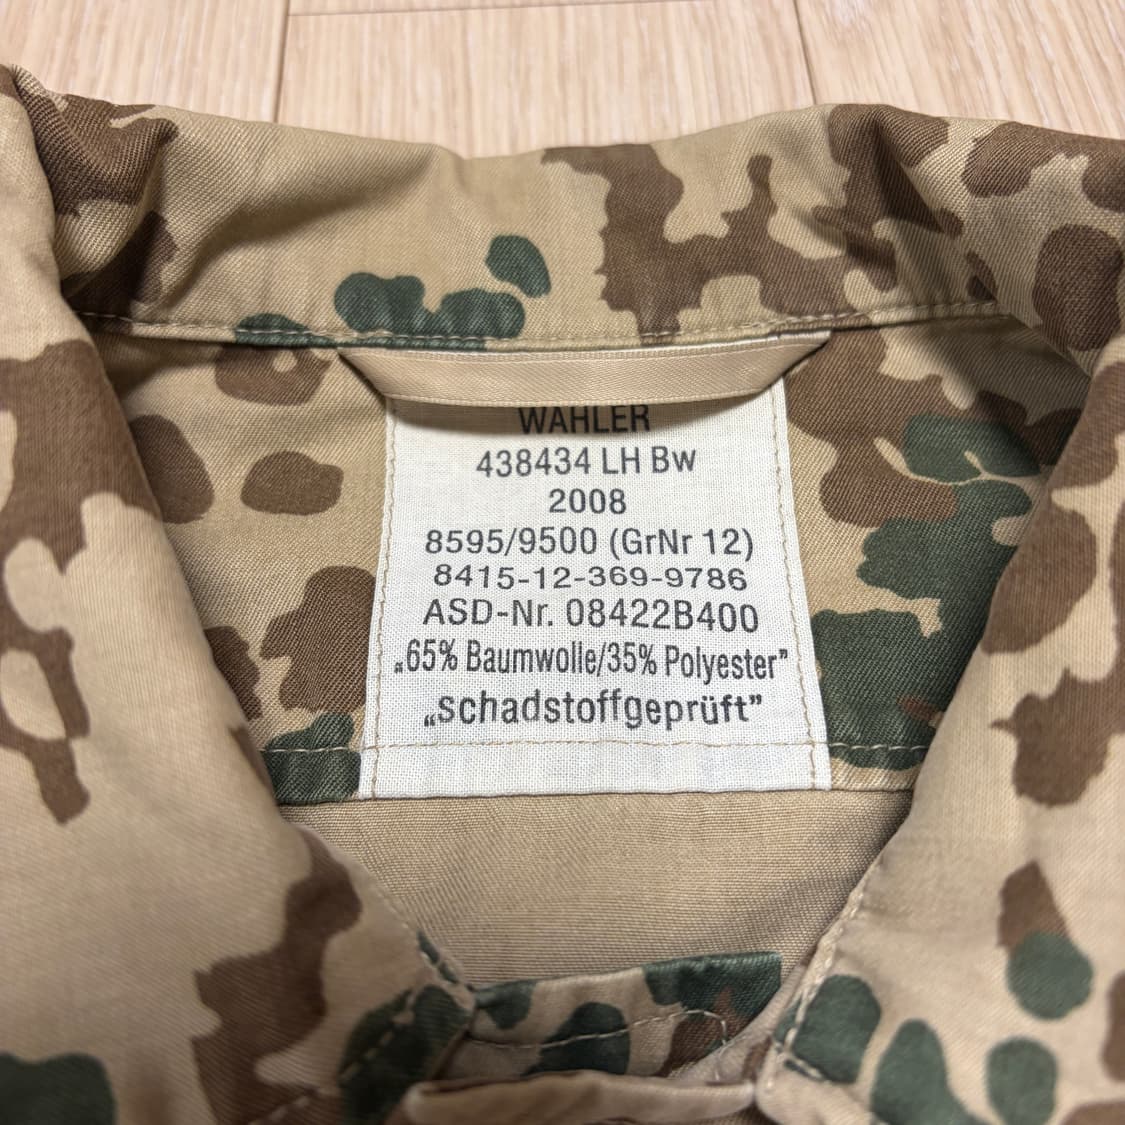 WAHLER
438434 LH Bw
2008
8595/9500 (GrNr 12)
8415-12-369-9786
ASD-Nr. 08422B400
„65% Baumwolle/35% Polyester”
„schadstoffgeprüft”